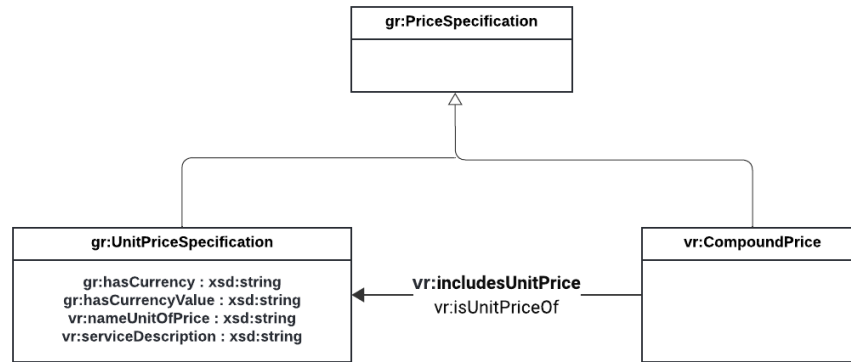 gr:PriceSpecification
gr:UnitPriceSpecification
gr:hasCurrency : xsd:string
gr:hasCurrencyValue : xsd:string
vr:nameUnitOfPrice : xsd:string
vr:serviceDescription : xsd:string
vr:includesUnitPrice
vr:isUnitPriceOf
vr:CompoundPrice